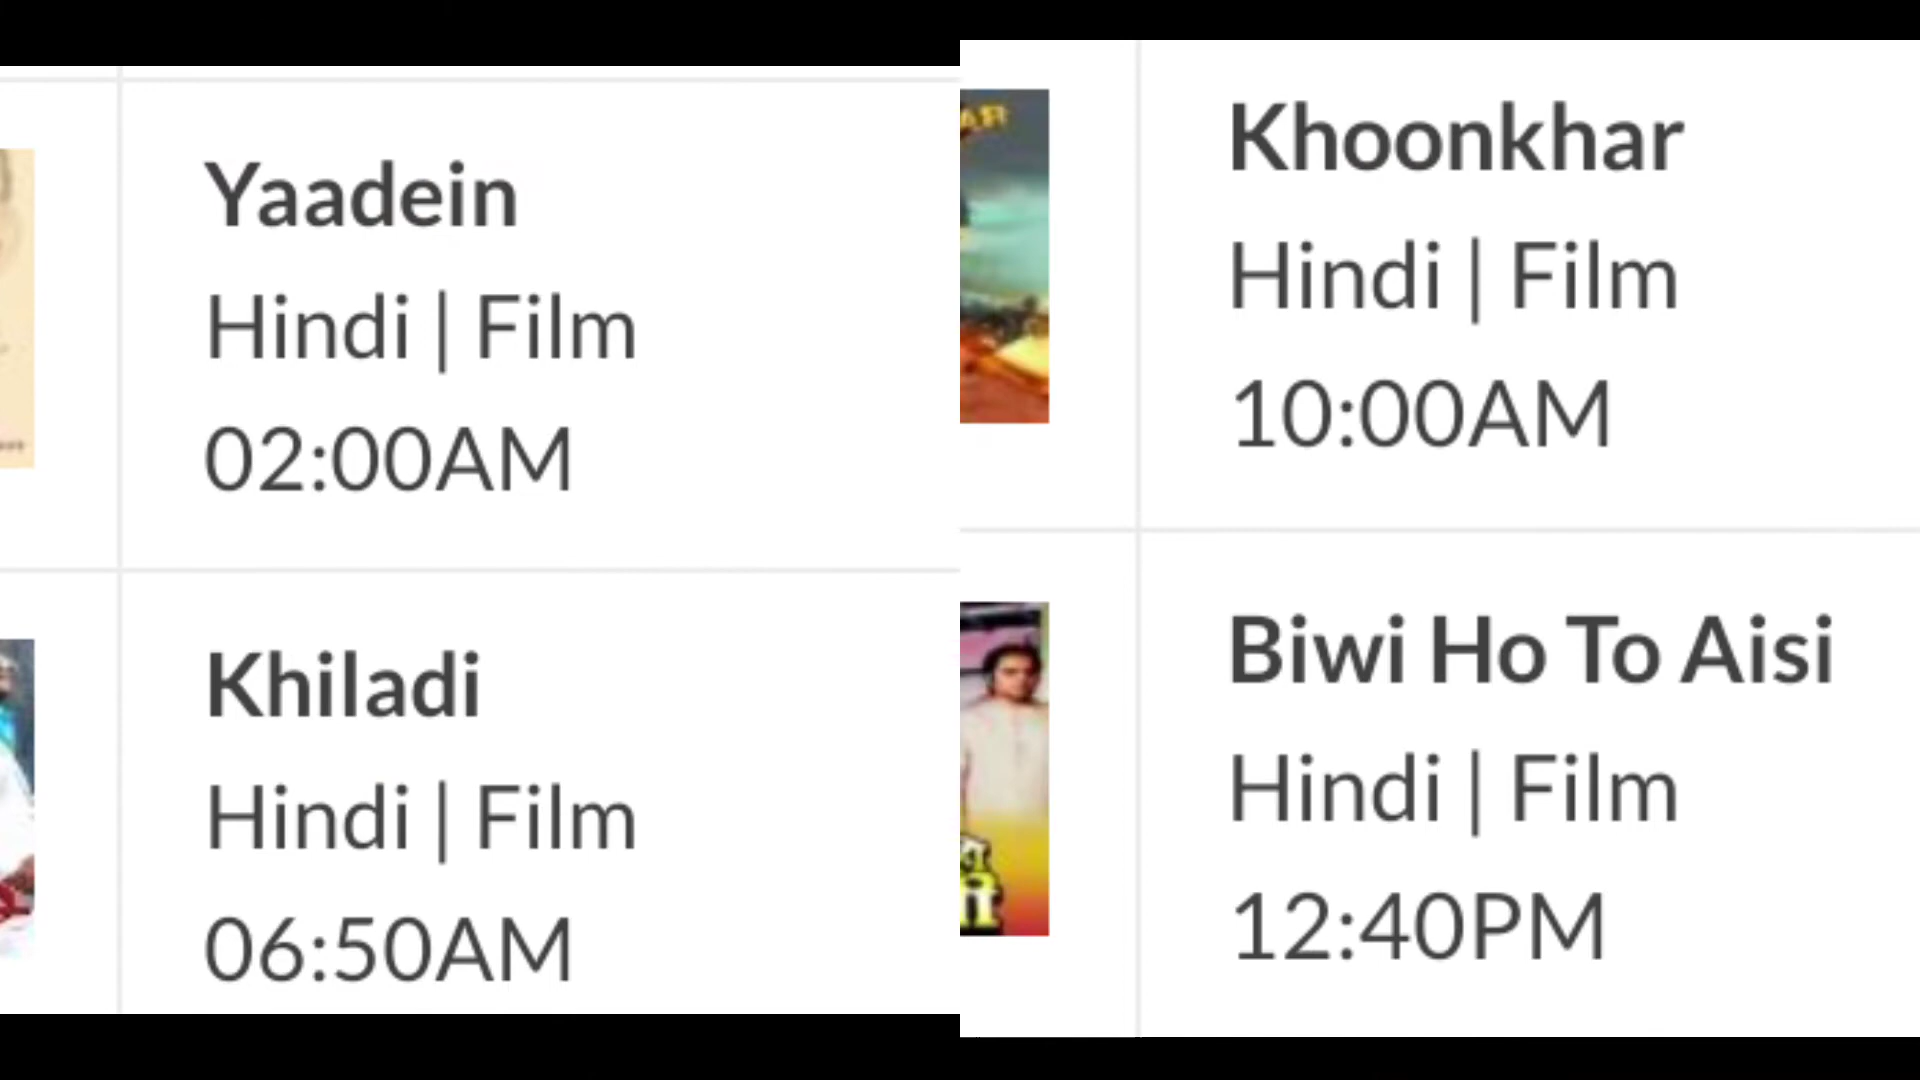 Yaadein
Hindi | Film
02:00AM
Khiladi
Hindi | Film
06:50AM
Khoonkhar
Hindi | Film
10:00AM
Biwi Ho To Aisi
Hindi | Film
12:40PM